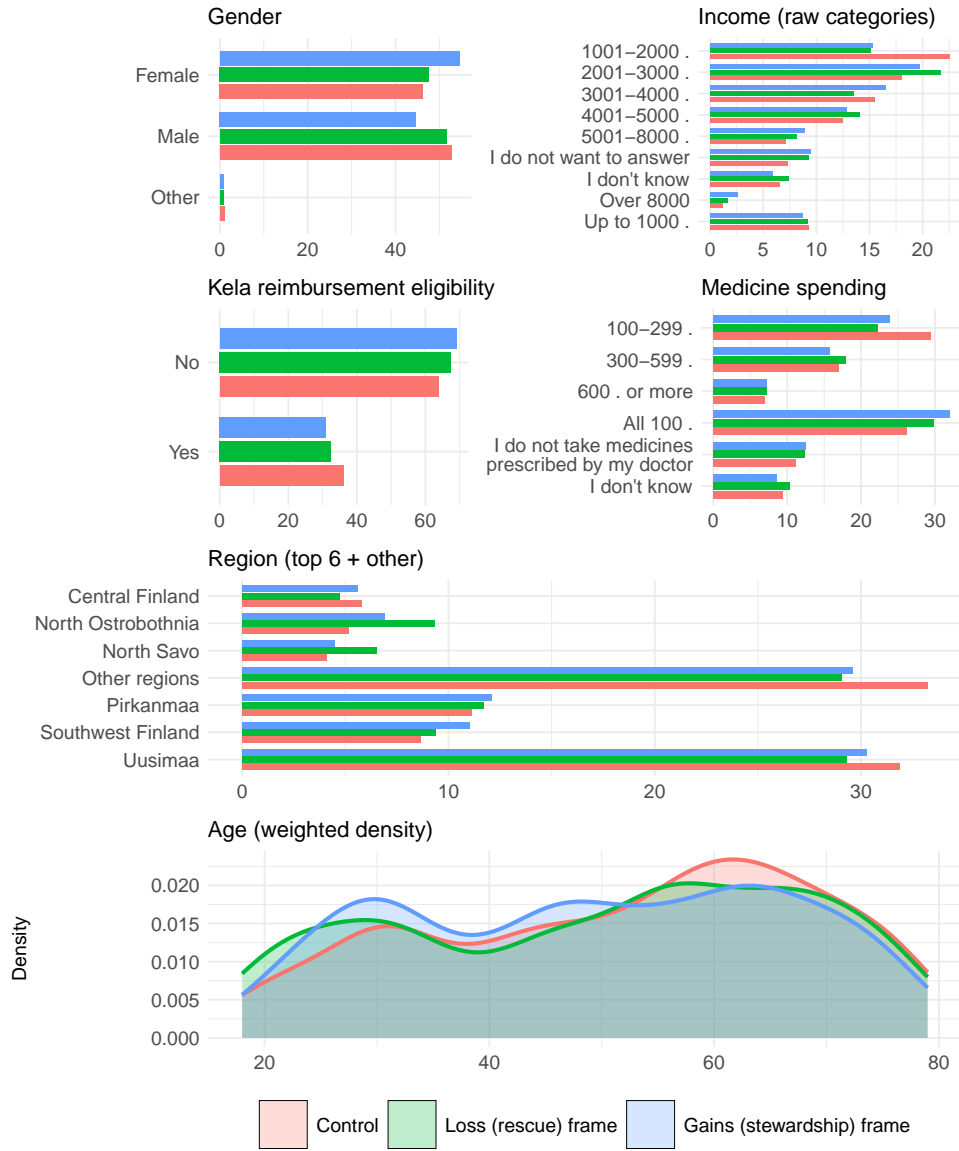 Gender
Female
Male
Other
0 20 40
Income (raw categories)
1001−2000 .
2001−3000 .
3001−4000 .
4001−5000 .
5001−8000 .
I do not want to answer
I don't know
Over 8000
Up to 1000 .
0 5 10 15 20
Kela reimbursement eligibility
No
Yes
0 20 40 60
Medicine spending
100−299 .
300−599 .
600 . or more
All 100 .
I do not take medicines
prescribed by my doctor
I don't know
0 10 20 30
Region (top 6 + other)
Central Finland
North Ostrobothnia
North Savo
Other regions
Pirkanmaa
Southwest Finland
Uusimaa
0 10 20 30
Age (weighted density)
Density
0.020
0.015
0.010
0.005
0.000
20 40 60 80
Control Loss (rescue) frame Gains (stewardship) frame